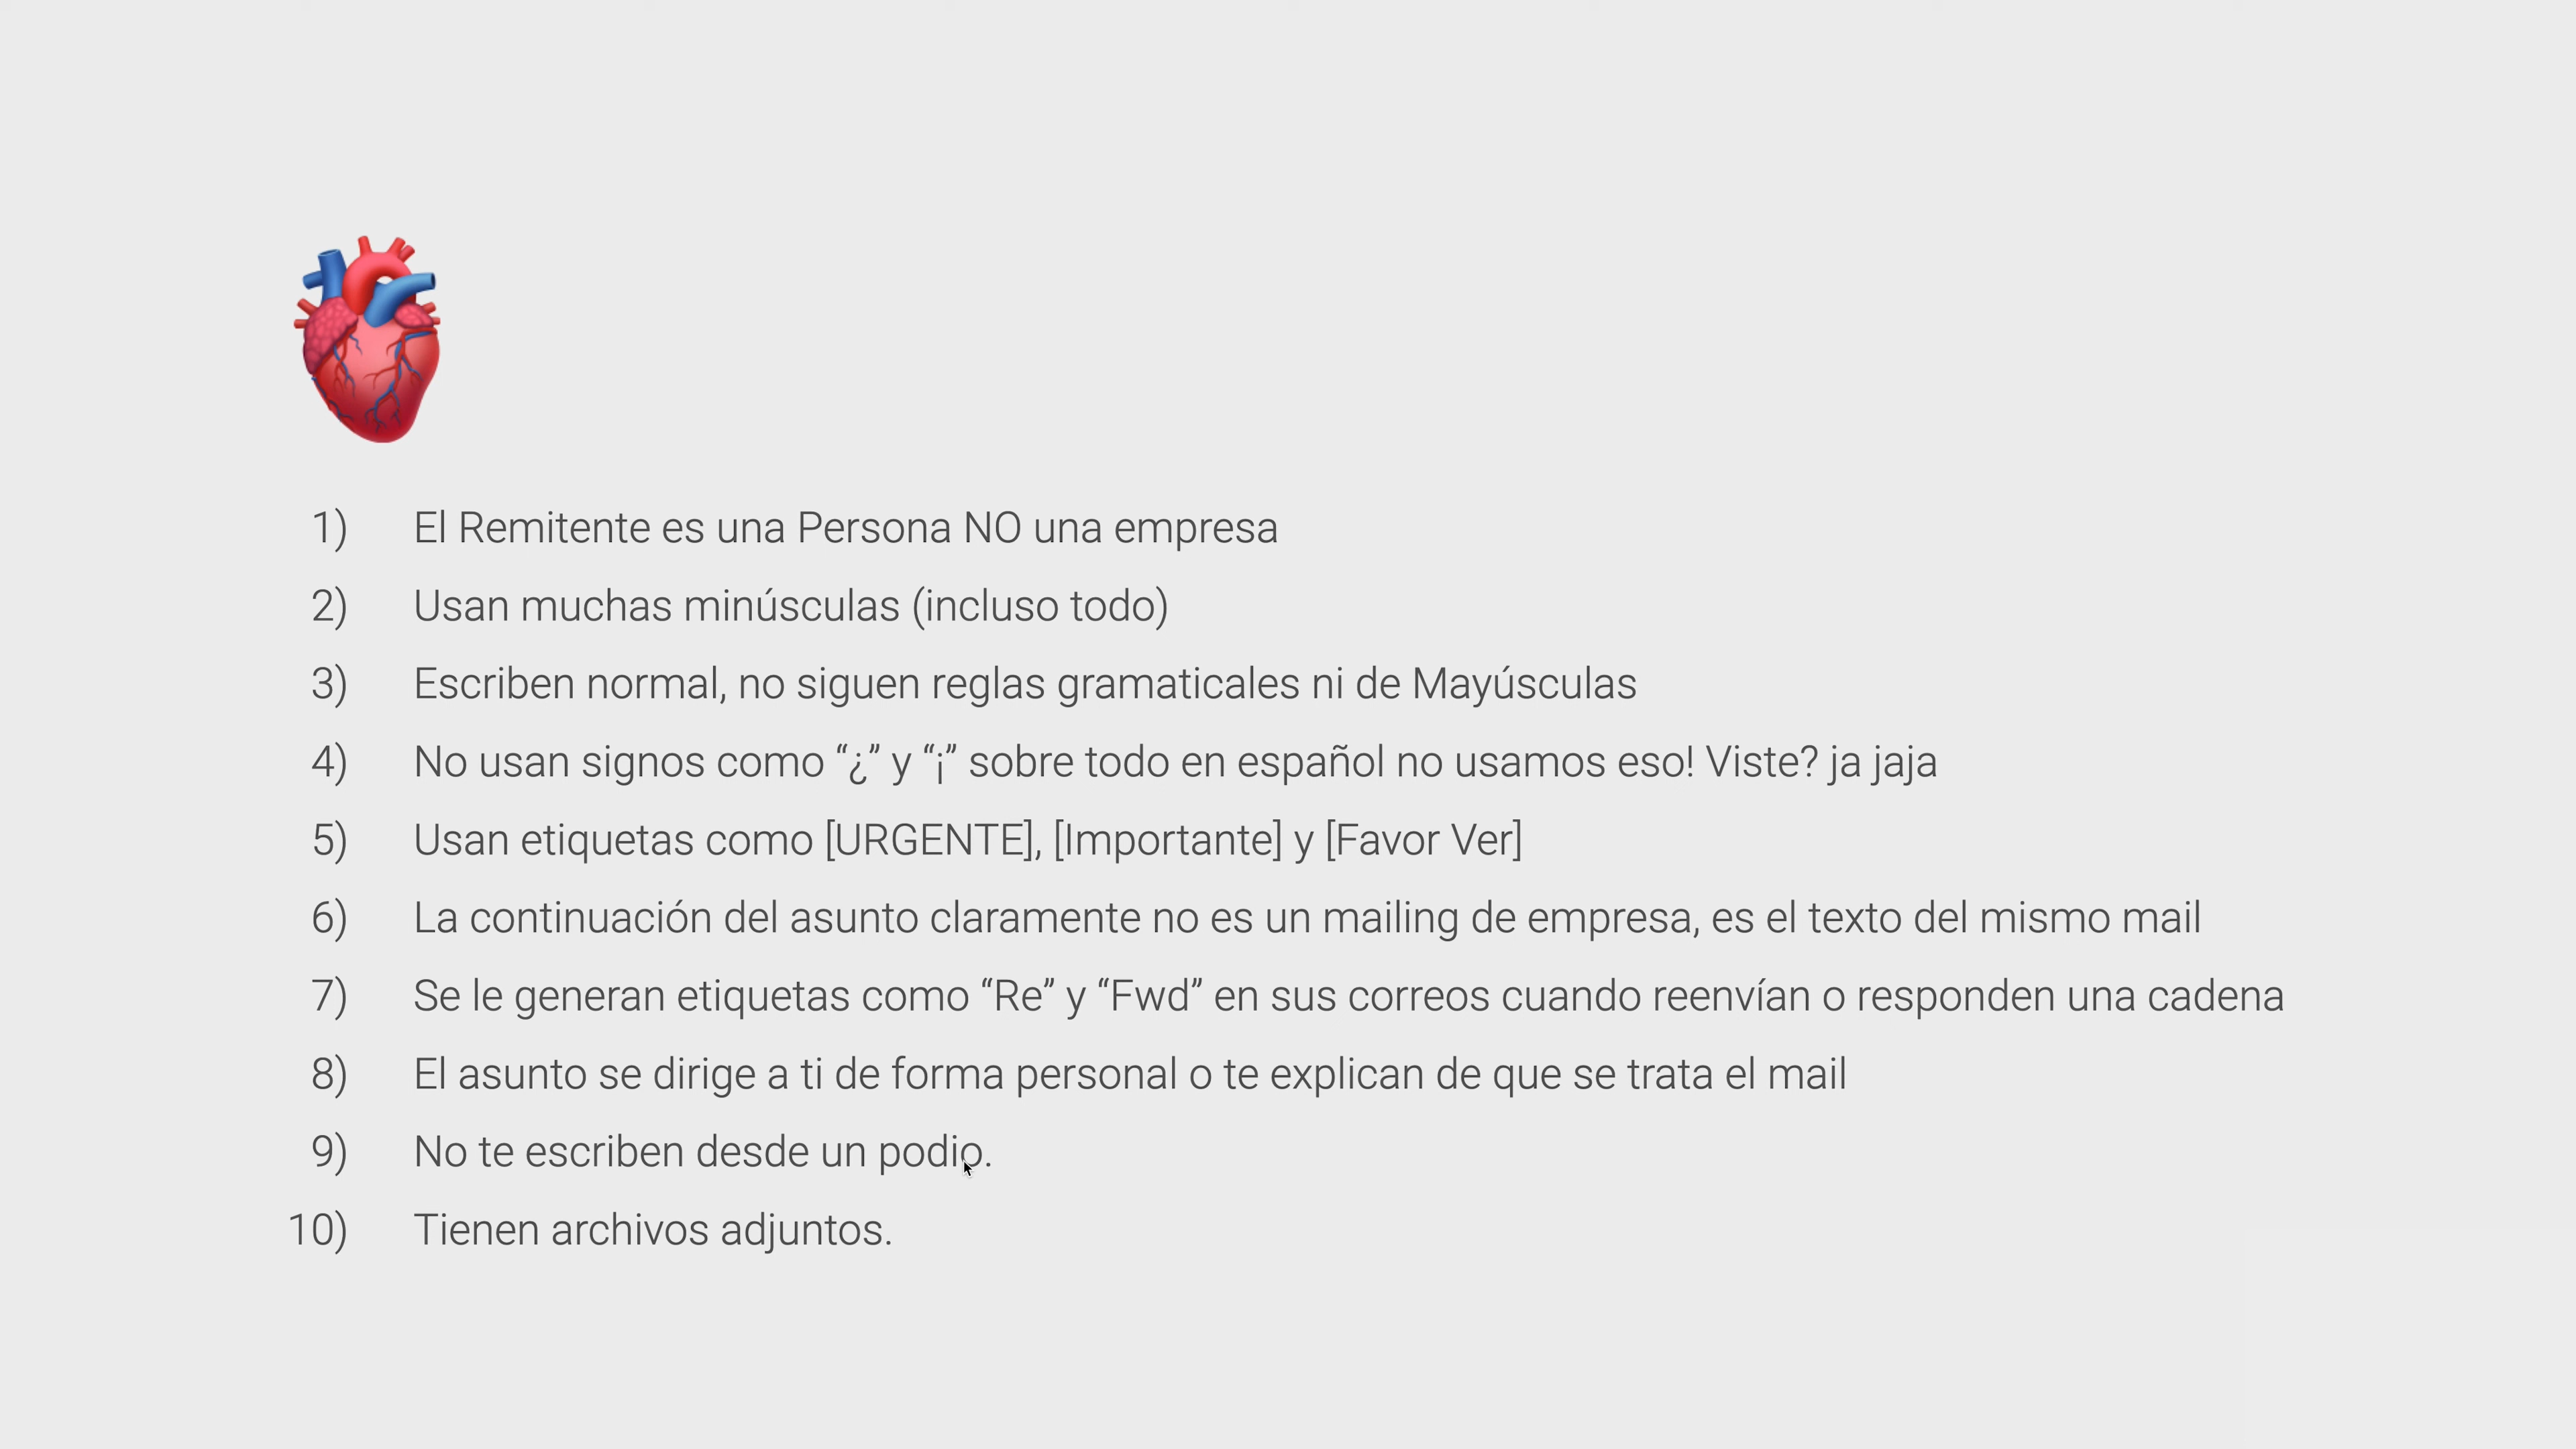 1) El Remitente es una Persona NO una empresa
2) Usan muchas minúsculas (incluso todo)
3) Escriben normal, no siguen reglas gramaticales ni de Mayúsculas
4) No usan signos como “¿” y “¡” sobre todo en español no usamos eso! Viste? ja jaja
5) Usan etiquetas como [URGENTE], [Importante] y [Favor Ver]
6) La continuación del asunto claramente no es un mailing de empresa, es el texto del mismo mail
7) Se le generan etiquetas como “Re” y “Fwd” en sus correos cuando reenvían o responden una cadena
8) El asunto se dirige a ti de forma personal o te explican de que se trata el mail
9) No te escriben desde un podio.
10) Tienen archivos adjuntos.